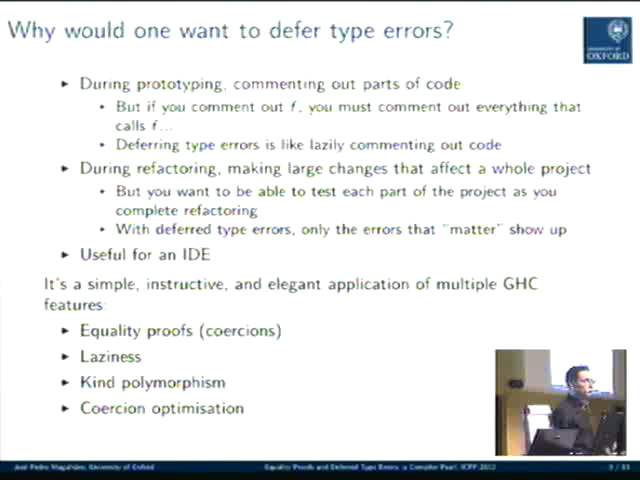 Why would one want to defer type errors?
UNIVERSITY OF
OXFORD
▸ During prototyping, commenting out parts of code
• But if you comment out f, you must comment out everything that
calls f...
• Deferring type errors is like lazily commenting out code
▸ During refactoring, making large changes that affect a whole project
• But you want to be able to test each part of the project as you
complete refactoring
• With deferred type errors, only the errors that "matter" show up
▸ Useful for an IDE
It's a simple, instructive, and elegant application of multiple GHC
features:
▸ Equality proofs (coercions)
▸ Laziness
▸ Kind polymorphism
▸ Coercion optimisation
José Pedro Magalhães, University of Oxford
Equality Proofs and Deferred Type Errors: a Compiler Pearl, ICFP 2012